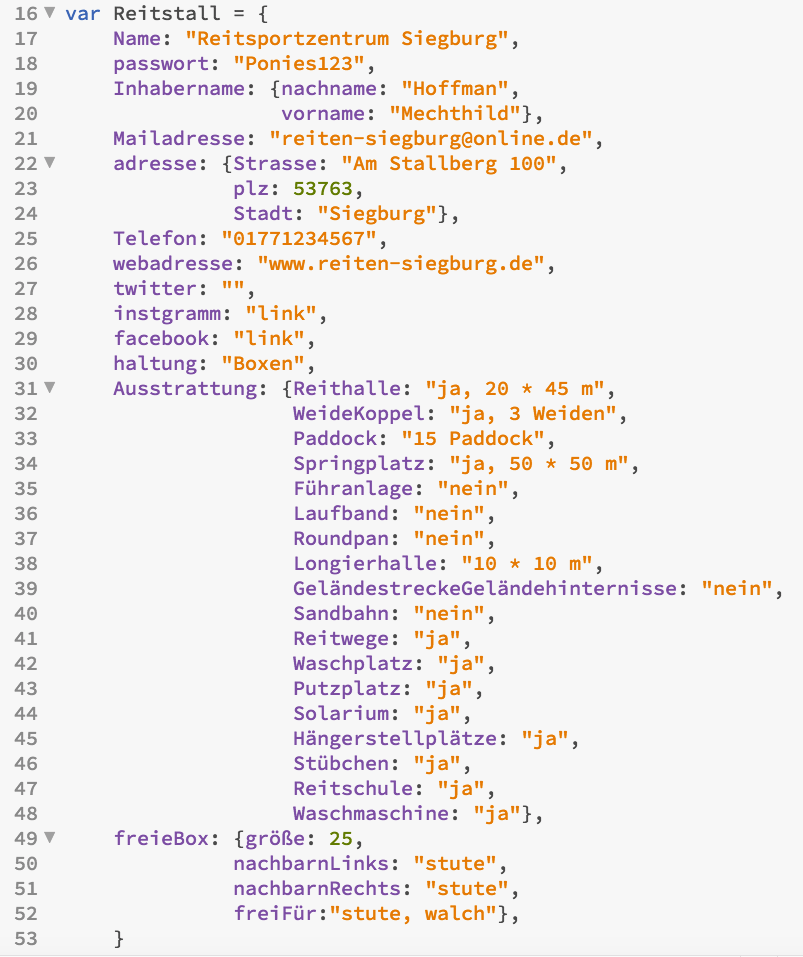 16 ▼ var Reitstall = {
17 Name: "Reitsportzentrum Siegburg",
18 passwort: "Ponies123",
19 Inhabername: {nachname: "Hoffman",
20 vorname: "Mechthild"},
21 Mailadresse: "reiten-siegburg@online.de",
22 ▼ adresse: {Strasse: "Am Stallberg 100",
23 plz: 53763,
24 Stadt: "Siegburg"},
25 Telefon: "01771234567",
26 webadresse: "www.reiten-siegburg.de",
27 twitter: "",
28 instgramm: "link",
29 facebook: "link",
30 haltung: "Boxen",
31 ▼ Ausstrattung: {Reithalle: "ja, 20 * 45 m",
32 WeideKoppel: "ja, 3 Weiden",
33 Paddock: "15 Paddock",
34 Springplatz: "ja, 50 * 50 m",
35 Führanlage: "nein",
36 Laufband: "nein",
37 Roundpan: "nein",
38 Longierhalle: "10 * 10 m",
39 GeländestreckeGeländehinternisse: "nein",
40 Sandbahn: "nein",
41 Reitwege: "ja",
42 Waschplatz: "ja",
43 Putzplatz: "ja",
44 Solarium: "ja",
45 Hängerstellplätze: "ja",
46 Stübchen: "ja",
47 Reitschule: "ja",
48 Waschmaschine: "ja"},
49 ▼ freieBox: {größe: 25,
50 nachbarnLinks: "stute",
51 nachbarnRechts: "stute",
52 freiFür:"stute, walch"},
53 }